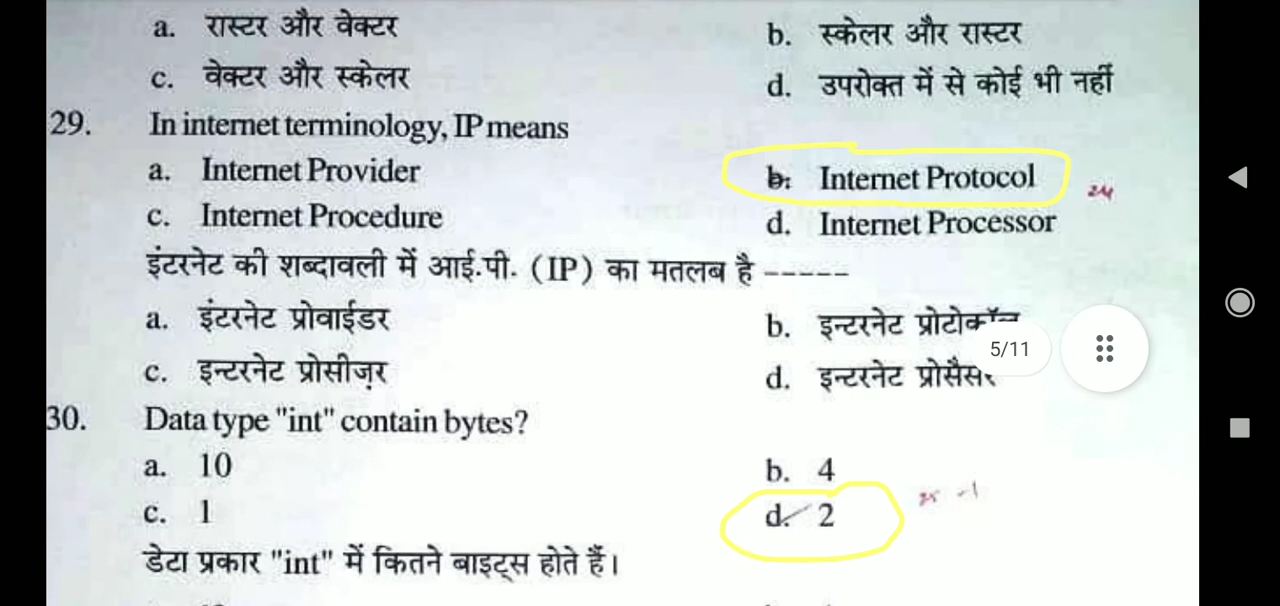 a. रास्टर और वेक्टर b. स्केलर और रास्टर
c. वेक्टर और स्केलर d. उपरोक्त में से कोई भी नहीं
29. In internet terminology, IP means
a. Internet Provider b. Internet Protocol
c. Internet Procedure d. Internet Processor
इंटरनेट की शब्दावली में आई.पी. (IP) का मतलब है -----
a. इंटरनेट प्रोवाईडर b. इन्टरनेट
5/11
c. इन्टरनेट प्रोसीज़र d. इन्टरनेट
30. Data type "int" contain bytes?
a. 10 b. 4
c. 1 d. 2
डेटा प्रकार "int" में कितने बाइट्स होते हैं।